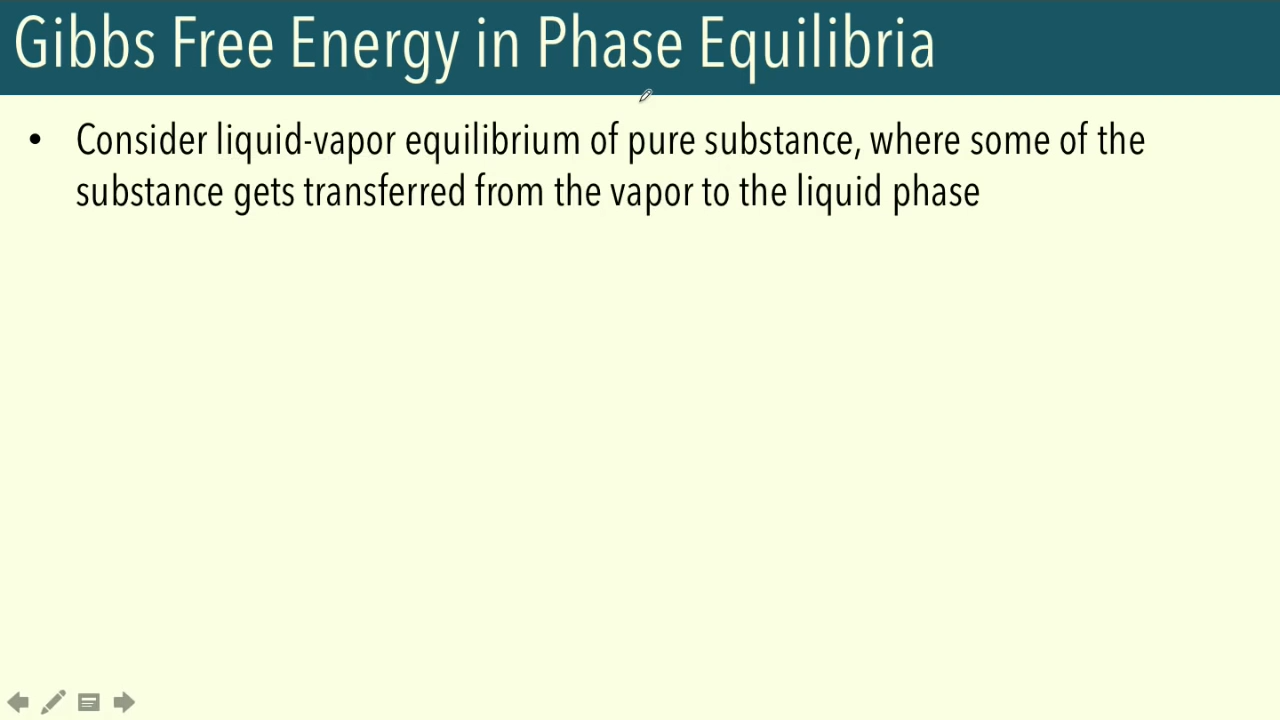 Gibbs Free Energy in Phase Equilibria
• Consider liquid-vapor equilibrium of pure substance, where some of the
substance gets transferred from the vapor to the liquid phase